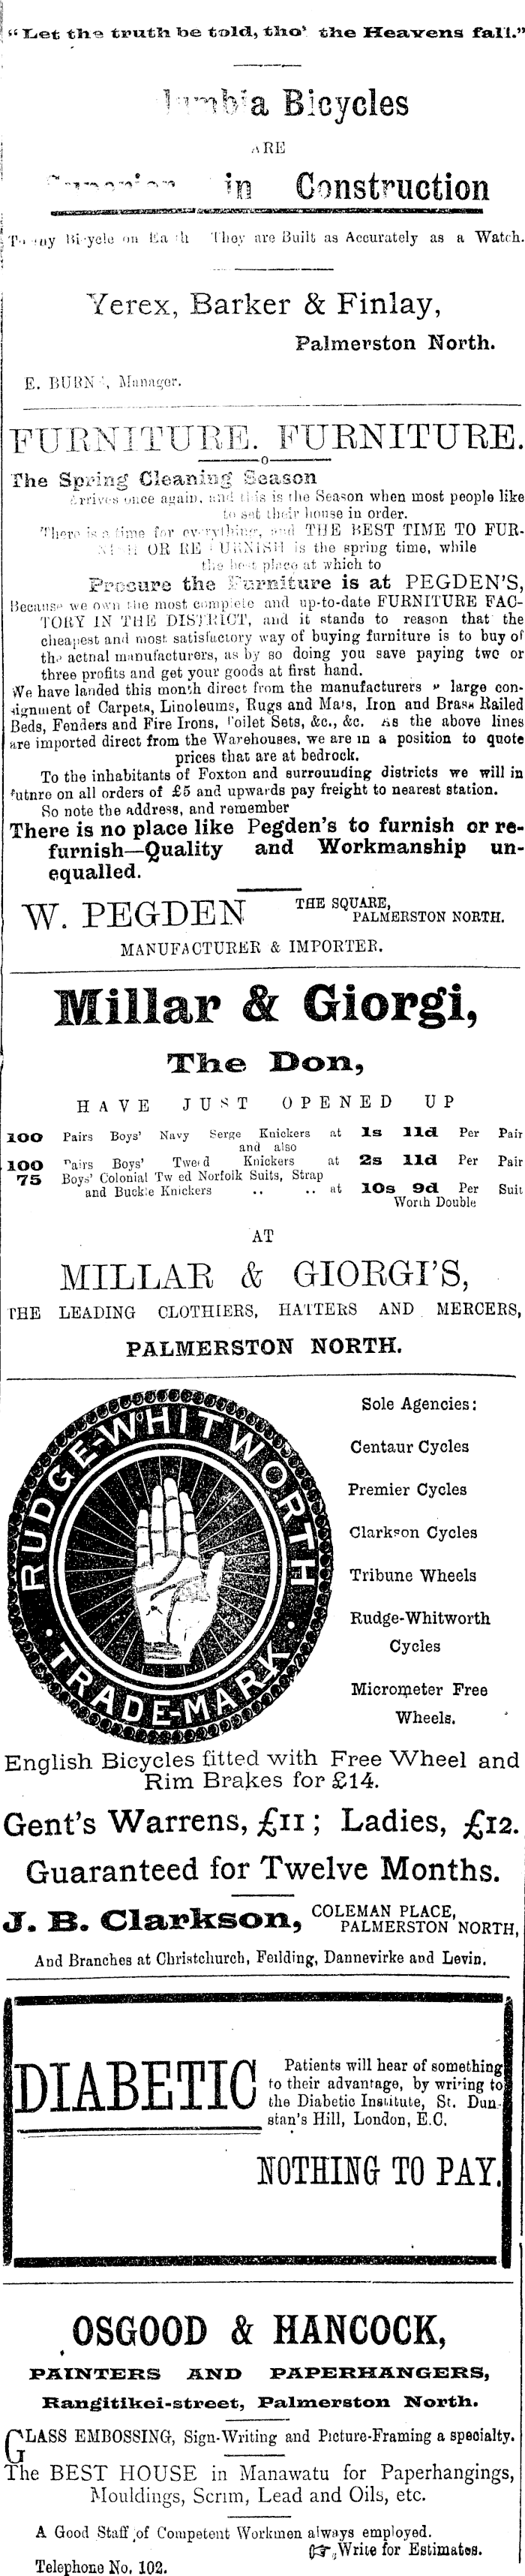 "Let the truth be told, tho' the Heavens fall."
Bicycles
ARE
in Construction
They are Built as Accurately as a Watch.
Yerex, Barker & Finlay,
Palmerston North.
E. BURN , Manager.
FURNITURE. FURNITURE.
The Spring Cleaning Season
Arrives once again, and this is the Season when most people like
to set their house in order.
There is a time for everything, and THE BEST TIME TO FUR-
OR RE is the spring time, while
the best place at which to
Procure the Furniture is at PEGDEN'S,
Because we own the most complete and up-to-date FURNITURE FAC-
TORY IN THE DISTRICT, and it stands to reason that the
cheapest and most satisfactory way of buying furniture is to buy of
the actual manufacturers, as by so doing you save paying two or
three profits and get your goods at first hand.
We have landed this month direct from the manufacturers a large con-
signment of Carpets, Linoleums, Rugs and Mats, Iron and Brass Railed
Beds, Fenders and Fire Irons, Toilet Sets, &c., &c. As the above lines
are imported direct from the Warehouses, we are in a position to quote
prices that are at bedrock.
To the inhabitants of Foxton and surrounding districts we will in
future on all orders of £5 and upwards pay freight to nearest station.
So note the address, and remember
There is no place like Pegden's to furnish or re-
furnish—Quality and Workmanship un-
equalled.
W. PEGDEN THE SQUARE,
PALMERSTON NORTH.
MANUFACTURER & IMPORTER.
Millar & Giorgi,
The Don,
HAVE JUST OPENED UP
100 Pairs Boys' Navy Serge Knickers at 1s 11d Per Pair
and also
100 Pairs Boys' Tweed Knickers at 2s 11d Per Pair
75 Boys' Colonial Tweed Norfolk Suits, Strap
and Buckle Knickers .. .. at 10s 9d Per Suit
Worth Double
AT
MILLAR & GIORGI'S,
THE LEADING CLOTHIERS, HATTERS AND MERCERS,
PALMERSTON NORTH.
RUDGE-WHITWORTH
TRADE-MARK
Sole Agencies:
Centaur Cycles
Premier Cycles
Clarkson Cycles
Tribune Wheels
Rudge-Whitworth
Cycles
Micrometer Free
Wheels.
English Bicycles fitted with Free Wheel and
Rim Brakes for £14.
Gent's Warrens, £11; Ladies, £12.
Guaranteed for Twelve Months.
J. B. Clarkson, COLEMAN PLACE,
PALMERSTON NORTH,
And Branches at Christchurch, Feilding, Dannevirke and Levin.
DIABETIC Patients will hear of something
to their advantage, by writing to
the Diabetic Institute, St. Dun-
stan's Hill, London, E.C.
NOTHING TO PAY.
OSGOOD & HANCOCK,
PAINTERS AND PAPERHANGERS,
Rangitikei-street, Palmerston North.
GLASS EMBOSSING, Sign-Writing and Picture-Framing a specialty.
The BEST HOUSE in Manawatu for Paperhangings,
Mouldings, Scrim, Lead and Oils, etc.
A Good Staff of Competent Workmen always employed.
☞ Write for Estimates.
Telephone No. 102.